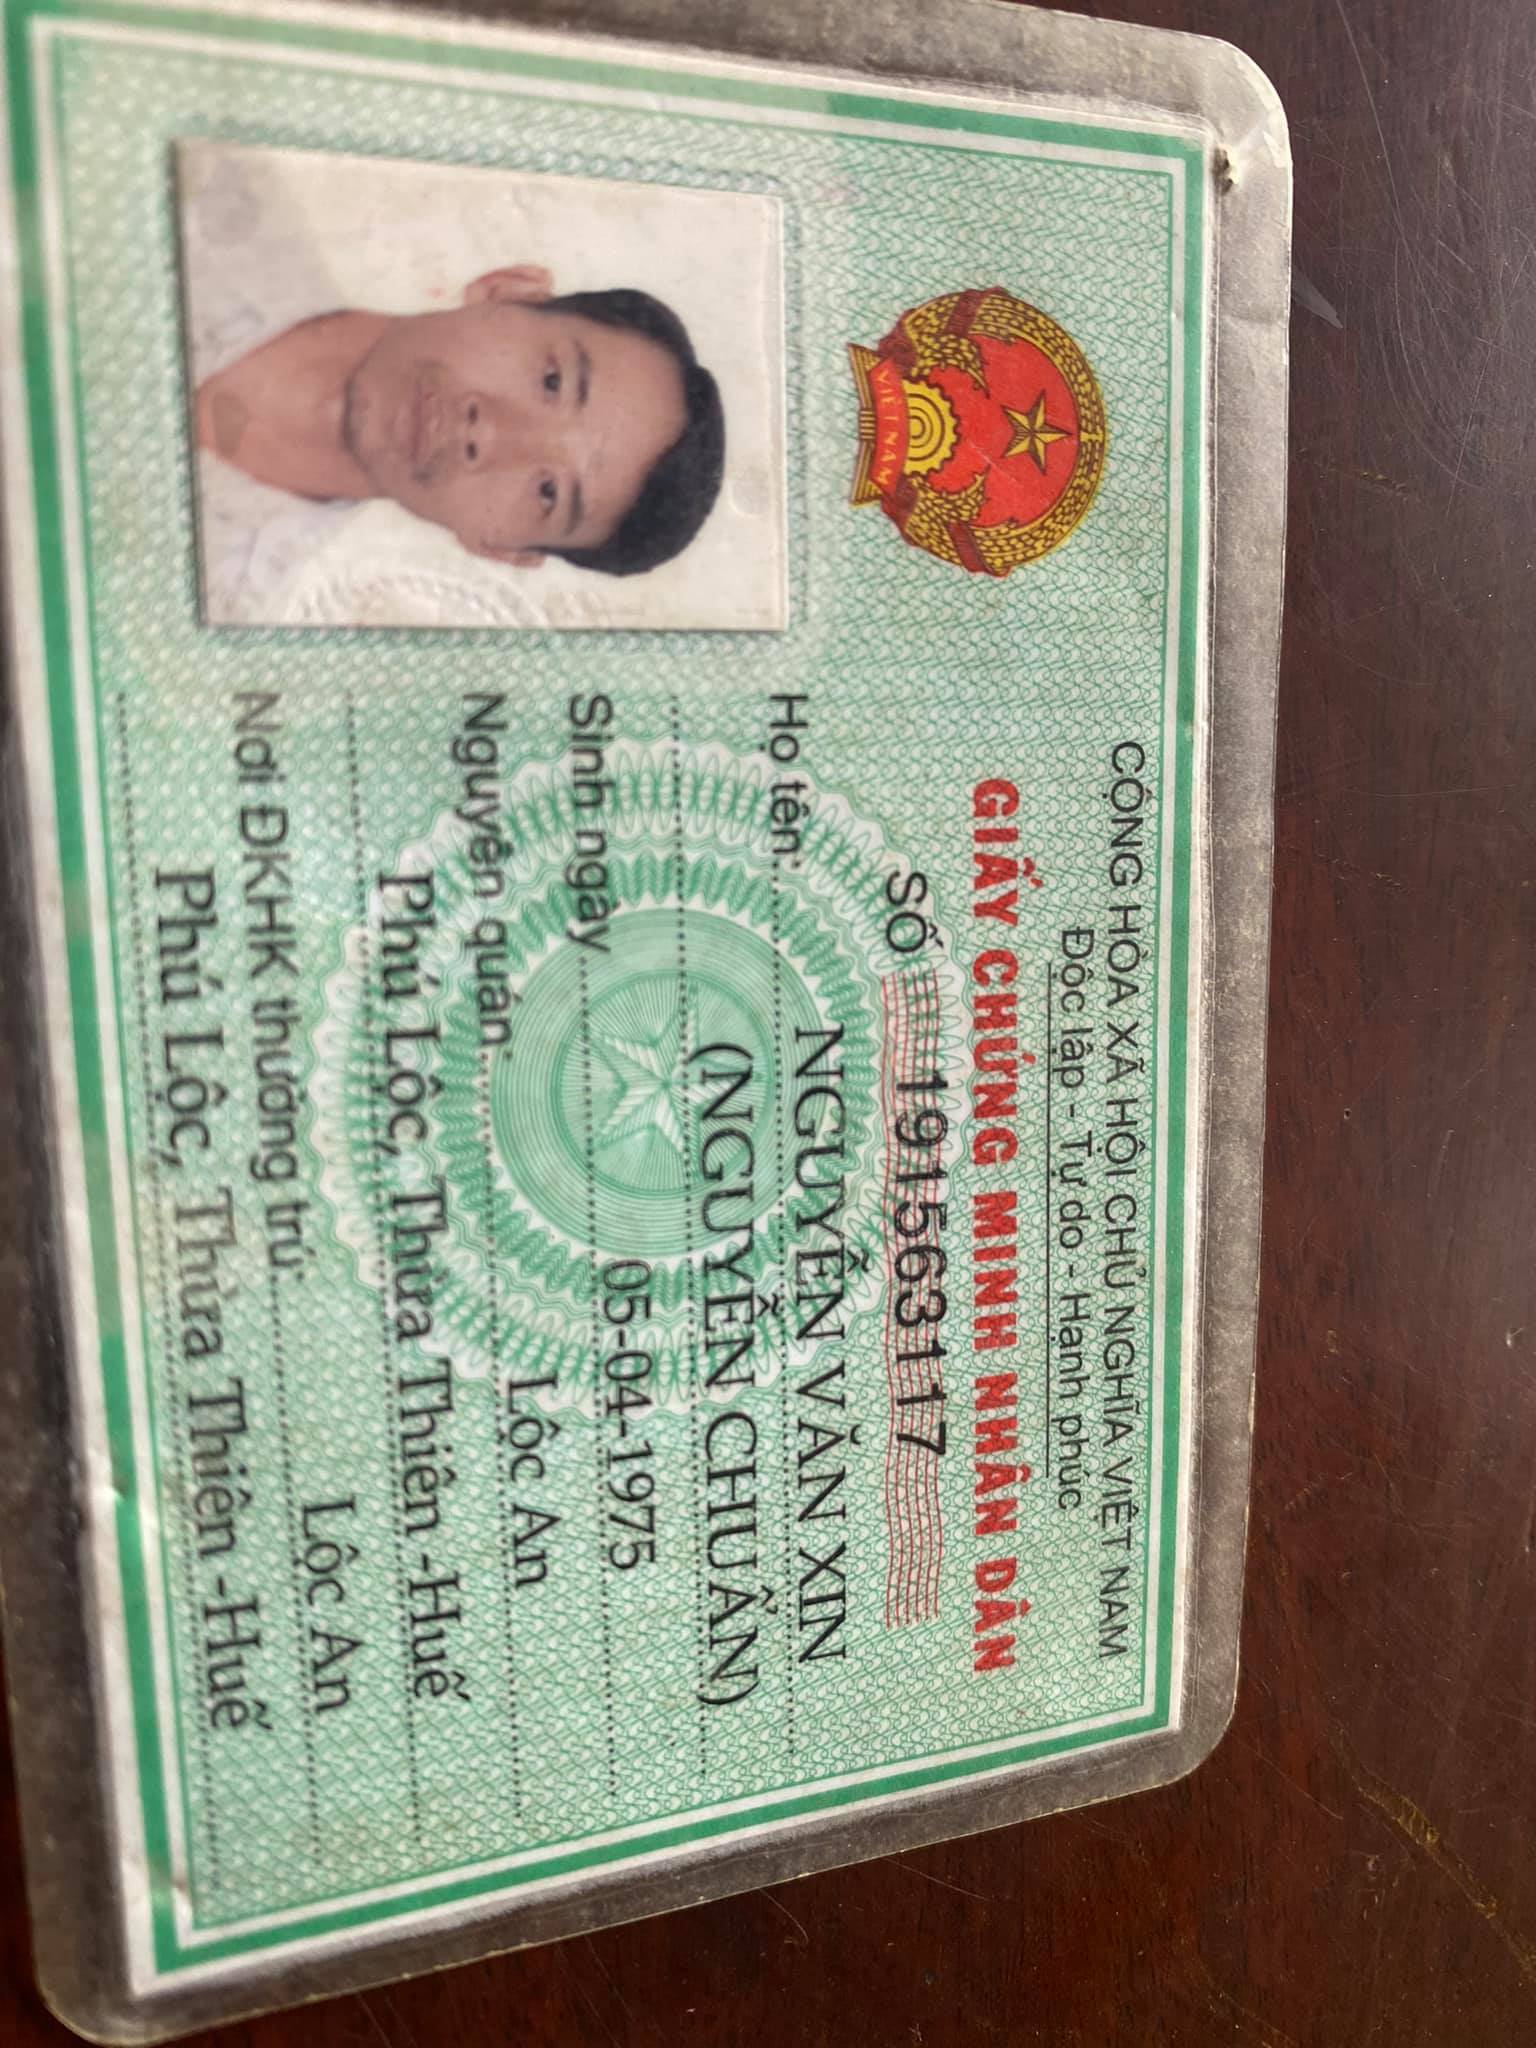 CỘNG HÒA XÃ HỘI CHỦ NGHĨA VIỆT NAM
Độc lập - Tự do - Hạnh phúc
GIẤY CHỨNG MINH NHÂN DÂN
SỐ 191563117
Họ tên: NGUYỄN VĂN XIN
(NGUYỄN CHUẨN)
Sinh ngày 05-04-1975
Nguyên quán Lộc An
Phú Lộc, Thừa Thiên -Huế
Nơi ĐKHK thường trú: Lộc An
Phú Lộc, Thừa Thiên -Huế
VIỆT NAM